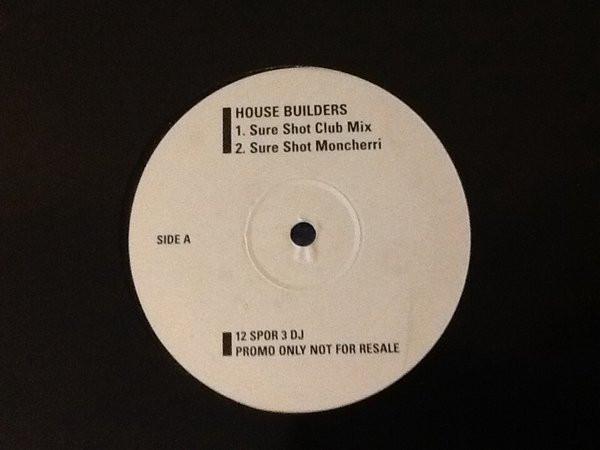 HOUSE BUILDERS
1. Sure Shot Club Mix
2. Sure Shot Moncherri
SIDE A
12 SPOR 3 DJ
PROMO ONLY NOT FOR RESALE